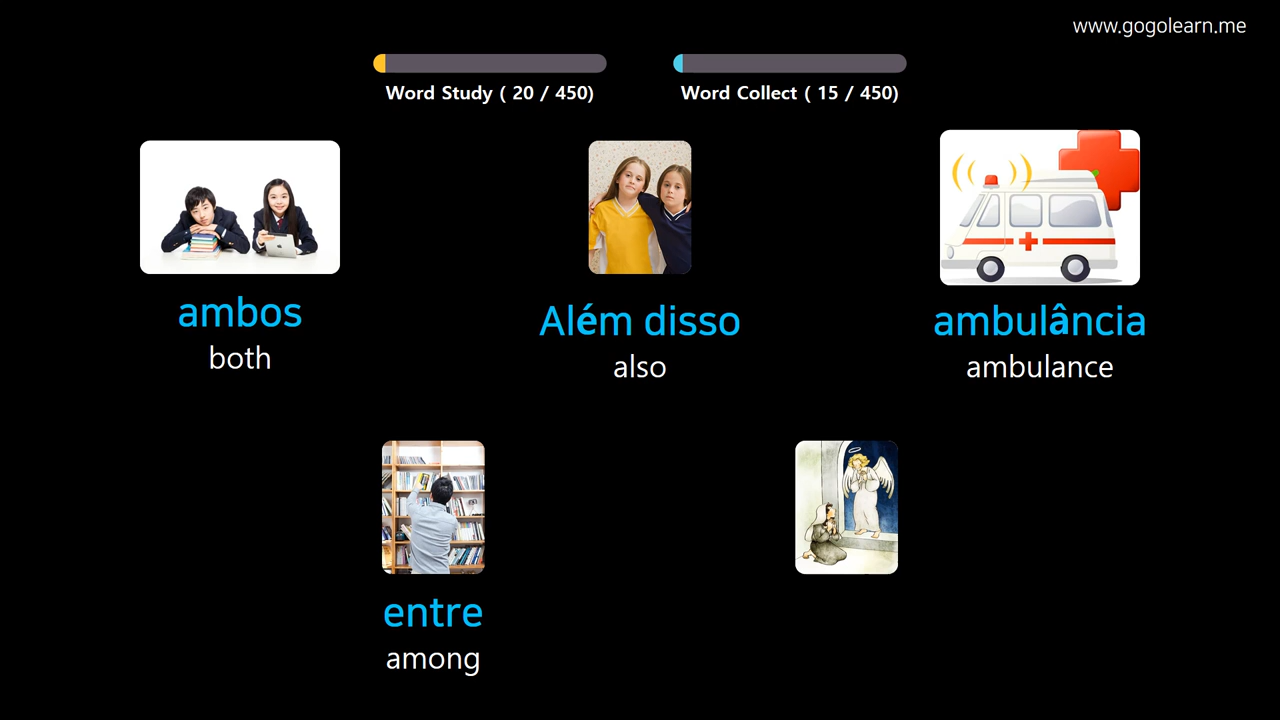 www.gogolearn.me
Word Study ( 20 / 450)
Word Collect ( 15 / 450)
ambos
both
Além disso
also
ambulância
ambulance
entre
among